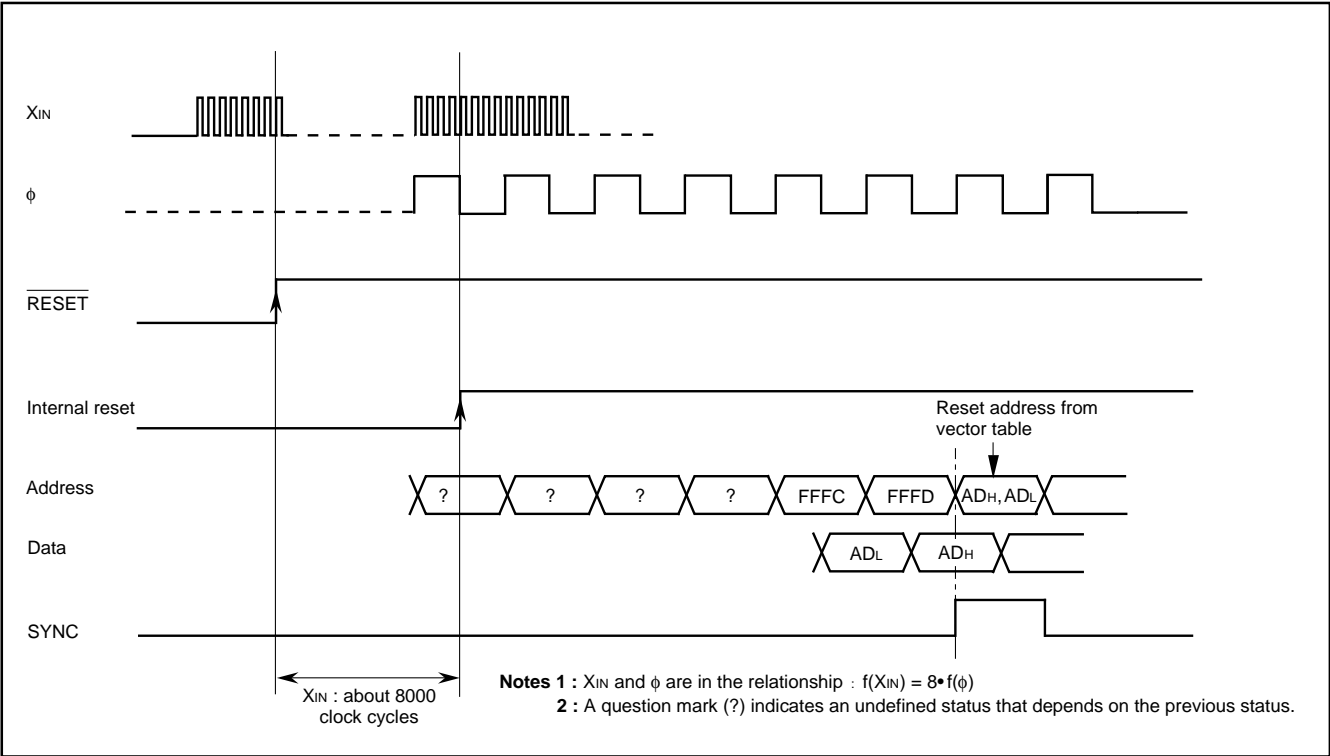 XIN
ϕ
RESET
Internal reset
Reset address from
vector table
Address
? ? ? ? FFFC FFFD ADH, ADL
Data
ADL ADH
SYNC
XIN : about 8000
clock cycles
Notes 1 : XIN and ϕ are in the relationship : f(XIN) = 8•f(ϕ)
2 : A question mark (?) indicates an undefined status that depends on the previous status.